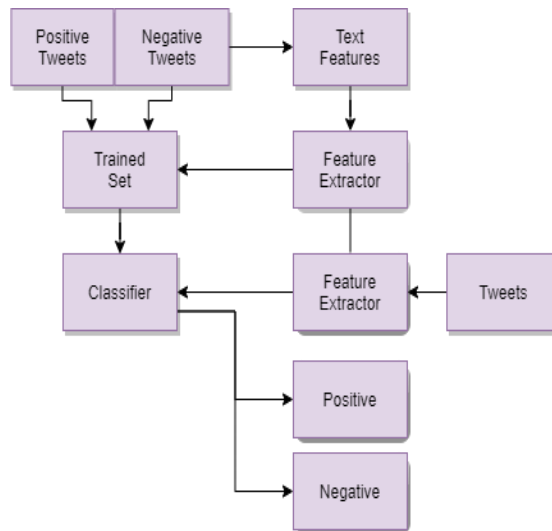 Positive
Tweets
Negative
Tweets
Text
Features
Trained
Set
Feature
Extractor
Classifier
Feature
Extractor
Tweets
Positive
Negative